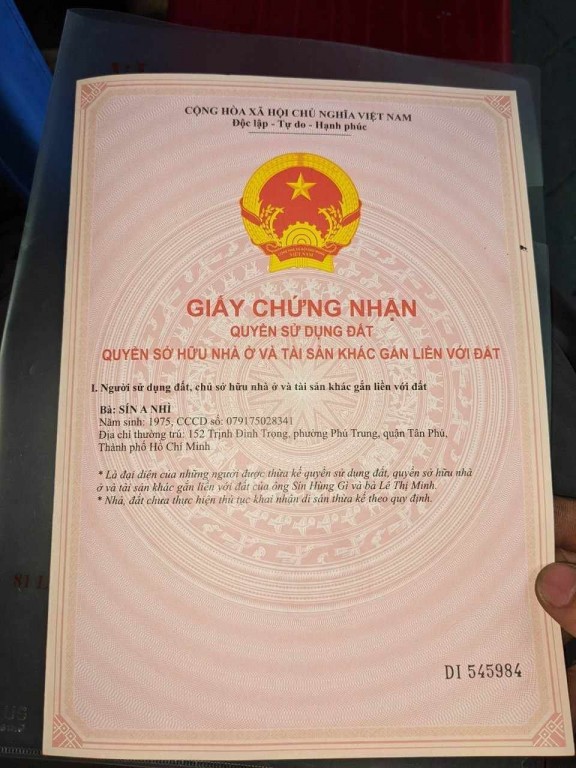 CỘNG HÒA XÃ HỘI CHỦ NGHĨA VIỆT NAM
Độc lập - Tự do - Hạnh phúc
GIẤY CHỨNG NHẬN
QUYỀN SỬ DỤNG ĐẤT
QUYỀN SỞ HỮU NHÀ Ở VÀ TÀI SẢN KHÁC GẮN LIỀN VỚI ĐẤT
I. Người sử dụng đất, chủ sở hữu nhà ở và tài sản khác gắn liền với đất
Bà: SÍN A NHÌ
Năm sinh: 1975, CCCD số: 079175028341
Địa chỉ thường trú: 152 Trịnh Đình Trọng, phường Phú Trung, quận Tân Phú,
Thành phố Hồ Chí Minh
* Là đại diện của những người được thừa kế quyền sử dụng đất, quyền sở hữu nhà
ở và tài sản khác gắn liền với đất của ông Sín Hùng Gì và bà Lê Thị Minh.
* Nhà, đất chưa thực hiện thủ tục khai nhận di sản thừa kế theo quy định.
DI 545984